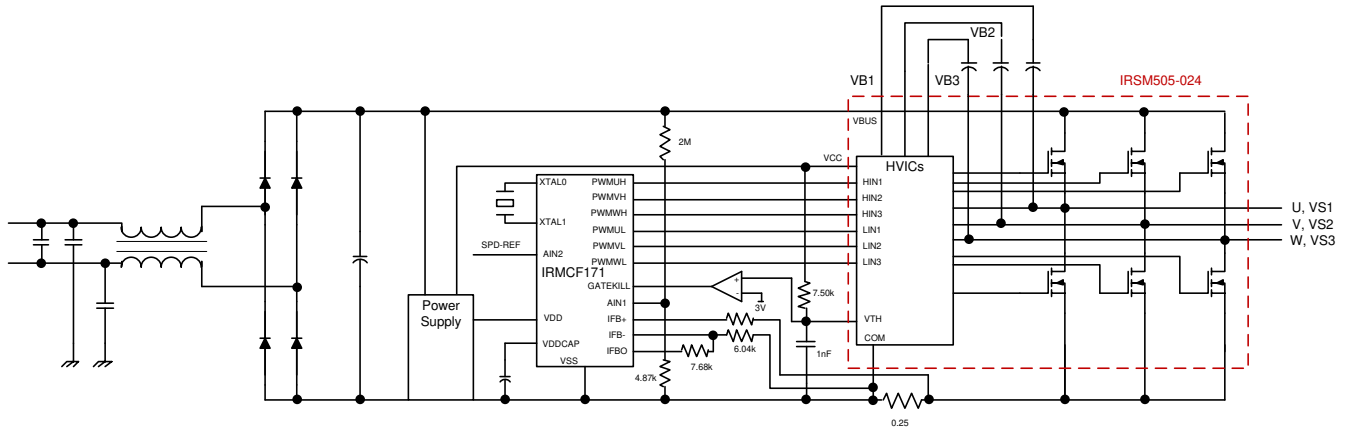 VB2
VB1
VB3
IRSM505-024
VBUS
2M
VCC
HVICs
XTAL0
PWMUH
HIN1
PWMVH
HIN2
PWMWH
HIN3
XTAL1
PWMUL
LIN1
SPD-REF
AIN2
PWMVL
LIN2
PWMWL
LIN3
IRMCF171
GATEKILL
+
-
3V
7.50k
AIN1
U, VS1
V, VS2
W, VS3
Power
Supply
VDD
IFB+
VTH
IFB-
COM
VDDCAP
IFBO
6.04k
1nF
VSS
7.68k
4.87k
0.25